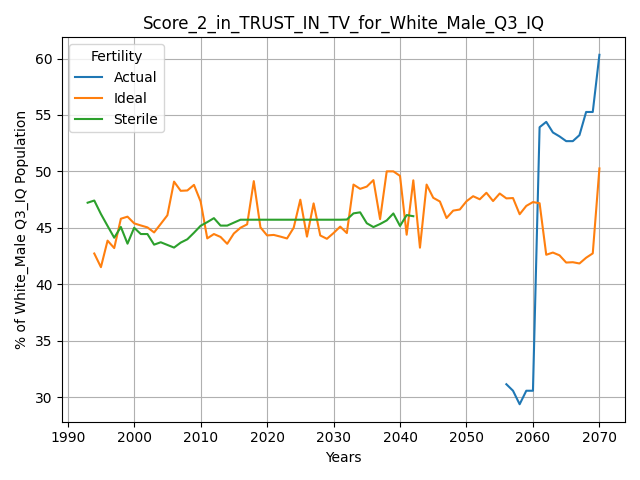 Score_2_in_TRUST_IN_TV_for_White_Male_Q3_IQ
Fertility
Actual
Ideal
Sterile
% of White_Male Q3_IQ Population
60
55
50
45
40
35
30
1990
2000
2010
2020
2030
2040
2050
2060
2070
Years